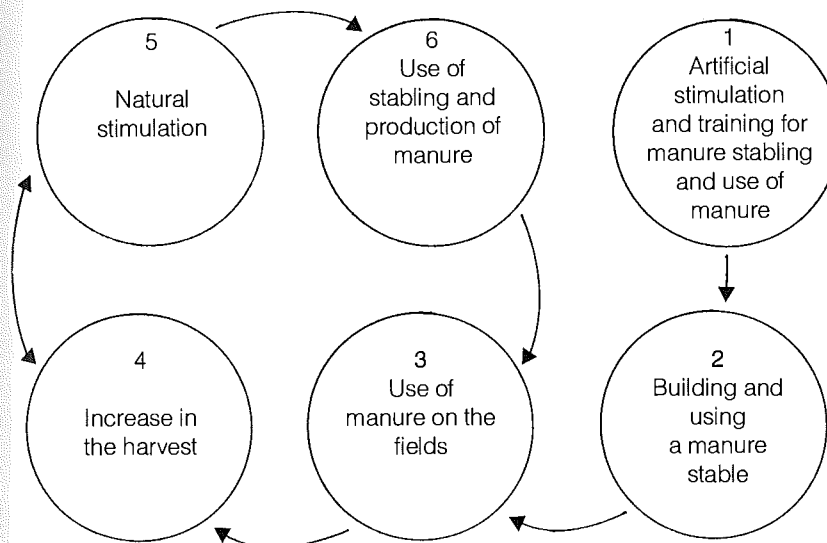 5
Natural
stimulation
6
Use of
stabling and
production of
manure
1
Artificial
stimulation
and training for
manure stabling
and use of
manure
4
Increase in
the harvest
3
Use of
manure on the
fields
2
Building and
using
a manure
stable